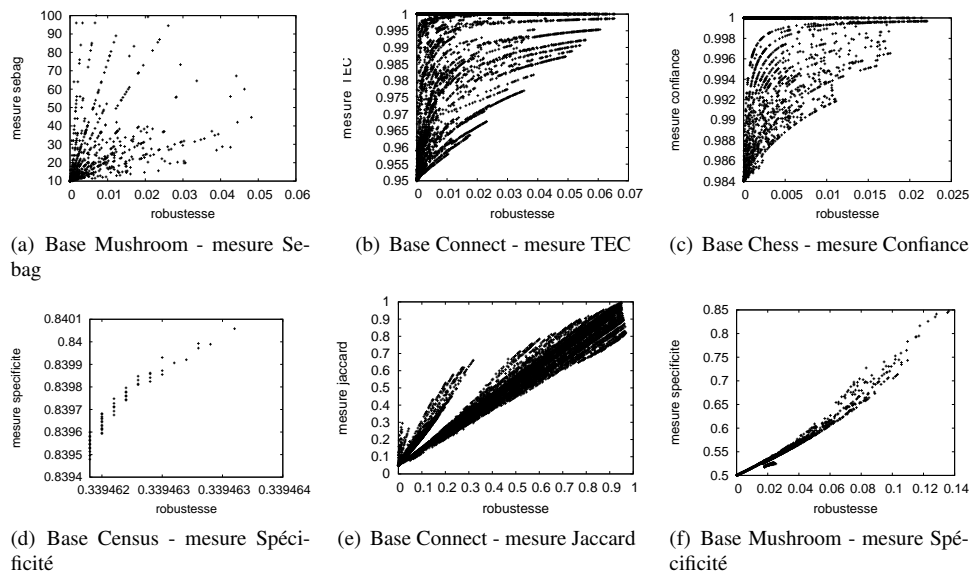 mesure sebag
100
90
80
70
60
50
40
30
20
10
0 0.01 0.02 0.03 0.04 0.05 0.06
robustesse
(a) Base Mushroom - mesure Se-
bag
mesure TEC
1
0.995
0.99
0.985
0.98
0.975
0.97
0.965
0.96
0.955
0.95
0 0.01 0.02 0.03 0.04 0.05 0.06 0.07
robustesse
(b) Base Connect - mesure TEC
mesure confiance
1
0.998
0.996
0.994
0.992
0.99
0.988
0.986
0.984
0.000 0.005 0.010 0.015 0.020 0.025
robustesse
(c) Base Chess - mesure Confiance
mesure specificite
0.8401
0.84
0.8399
0.8398
0.8397
0.8396
0.8395
0.8394
0.339462 0.339463 0.339463 0.339464
robustesse
(d) Base Census - mesure Spéci-
ficité
mesure jaccard
1
0.9
0.8
0.7
0.6
0.5
0.4
0.3
0.2
0.1
0
0 0.1 0.2 0.3 0.4 0.5 0.6 0.7 0.8 0.9 1
robustesse
(e) Base Connect - mesure Jaccard
mesure specificite
0.85
0.8
0.75
0.7
0.65
0.6
0.55
0.5
0 0.02 0.04 0.06 0.08 0.1 0.12 0.14
robustesse
(f) Base Mushroom - mesure Spé-
cificité